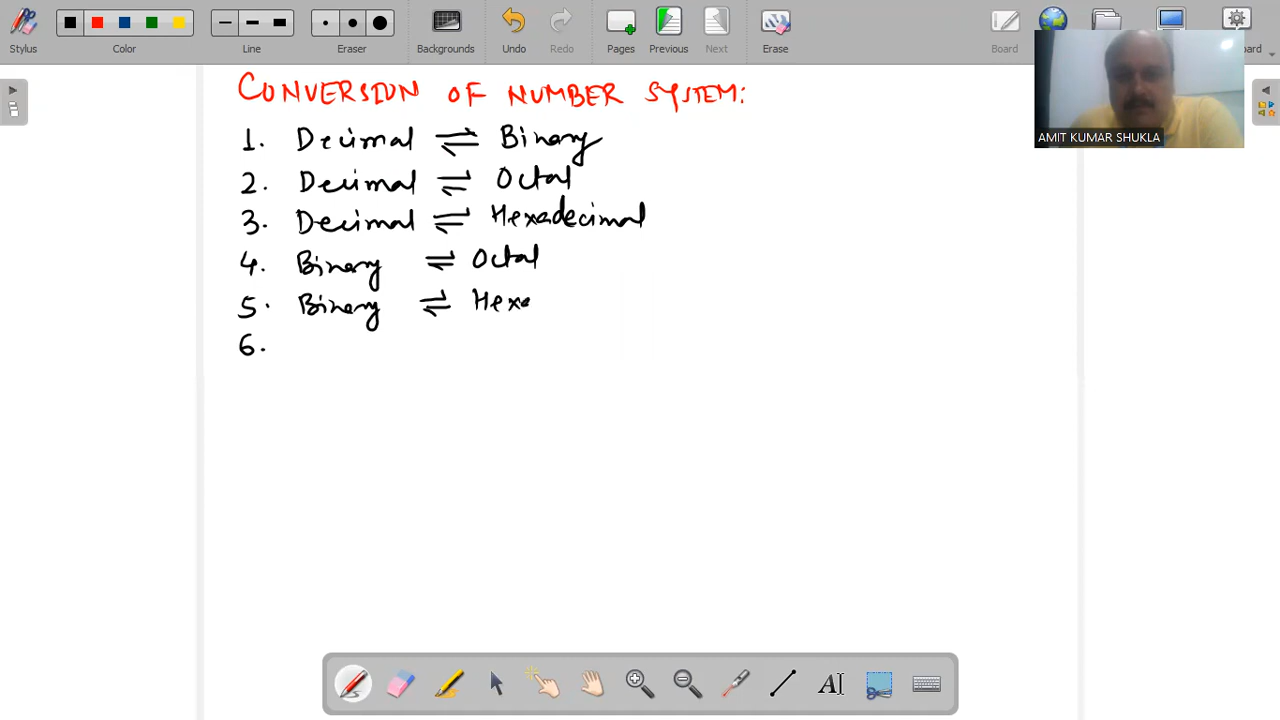 Stylus
Color
Line
Eraser
Backgrounds
Undo
Redo
Pages
Previous
Next
Erase
Board
AMIT KUMAR SHUKLA
CONVERSION OF NUMBER SYSTEM:
1. Decimal ⇌ Binary
2. Decimal ⇌ Octal
3. Decimal ⇌ Hexadecimal
4. Binary ⇌ Octal
5. Binary ⇌ Hexa
6.